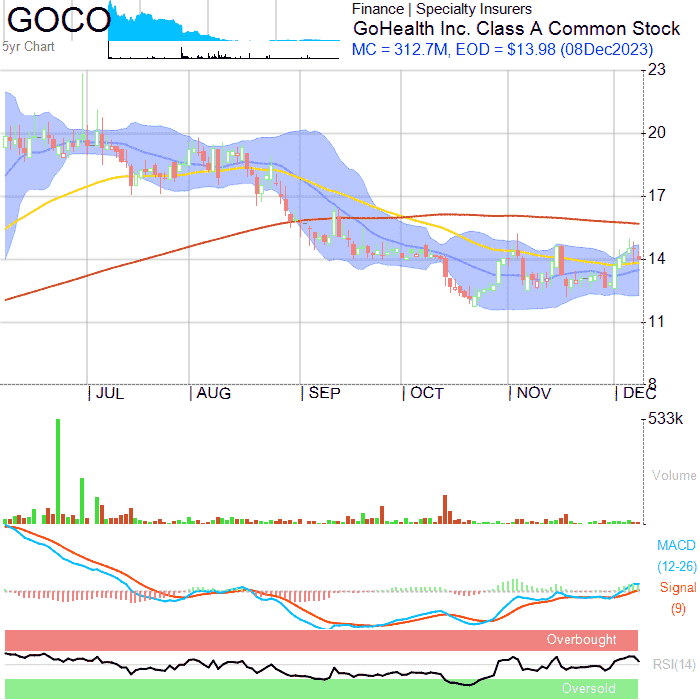 GOCO
5yr Chart
Finance | Specialty Insurers
GoHealth Inc. Class A Common Stock
MC = 312.7M, EOD = $13.98 (08Dec2023)
23
20
17
14
11
8
JUL AUG SEP OCT NOV DEC
533k
Volume
MACD
(12-26)
Signal
(9)
Overbought
RSI(14)
Oversold